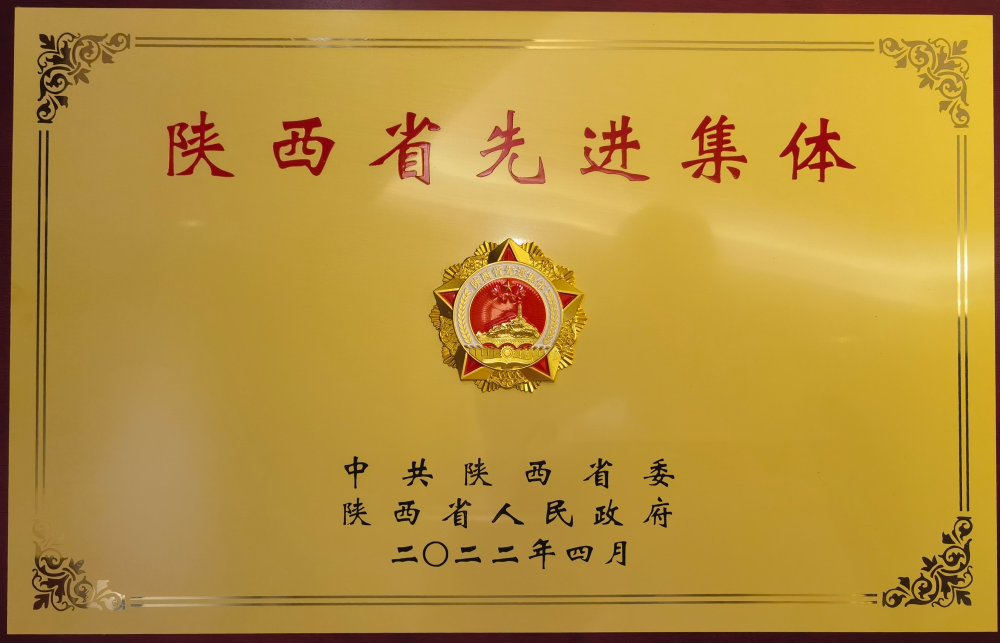 陕西省先进集体
中共陕西省委
陕西省人民政府
二〇二二年四月